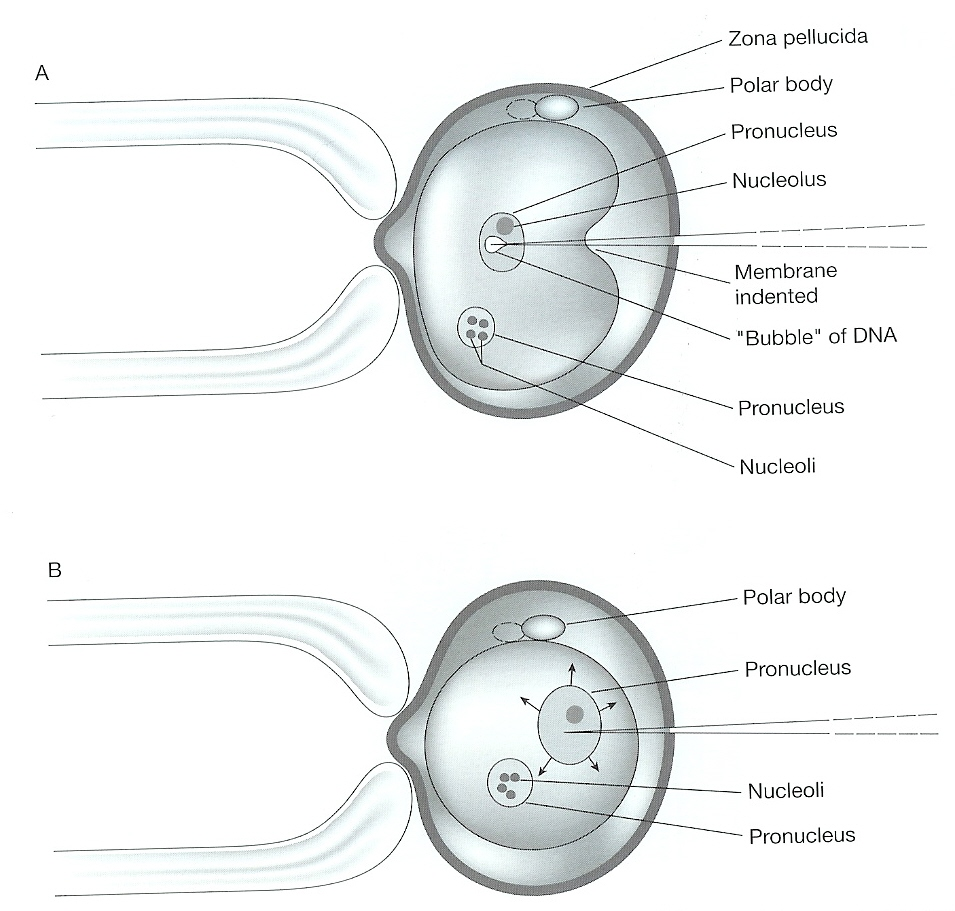 A
Zona pellucida
Polar body
Pronucleus
Nucleolus
Membrane
indented
"Bubble" of DNA
Pronucleus
Nucleoli
B
Polar body
Pronucleus
Nucleoli
Pronucleus